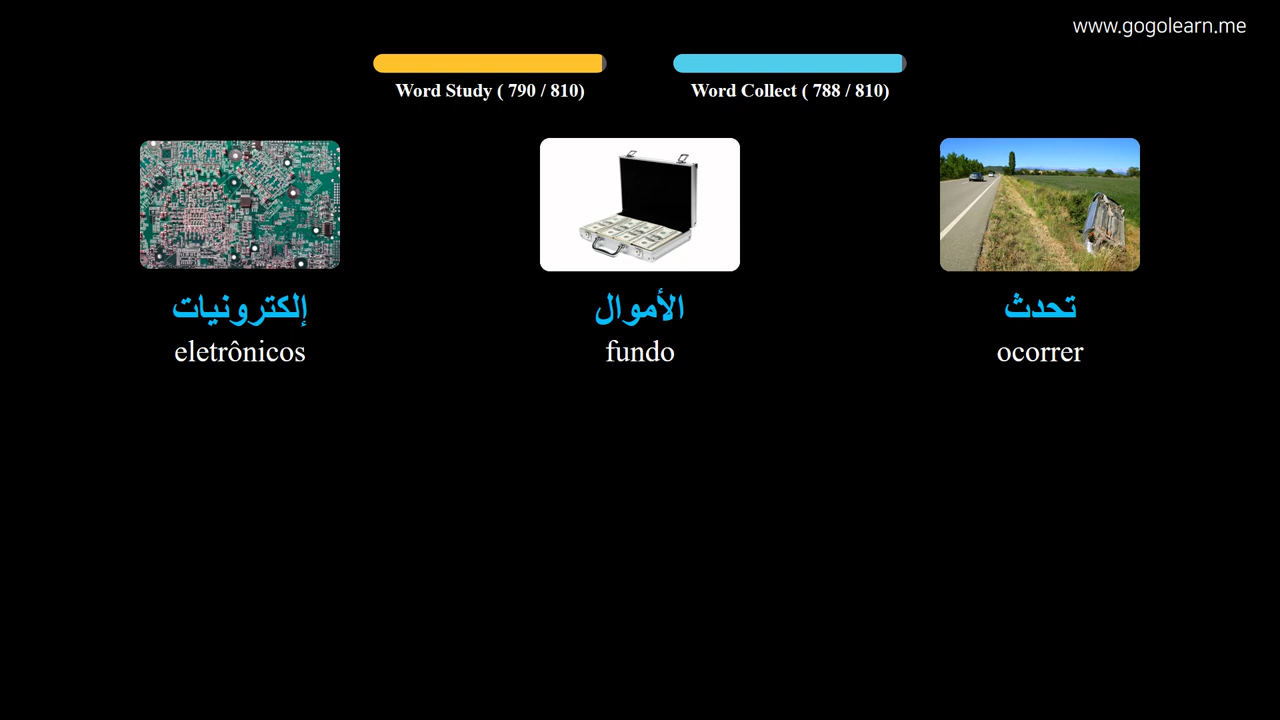 www.gogolearn.me
Word Study ( 790 / 810)
Word Collect ( 788 / 810)
إلكترونيات
الأموال
تحدث
eletrônicos
fundo
ocorrer